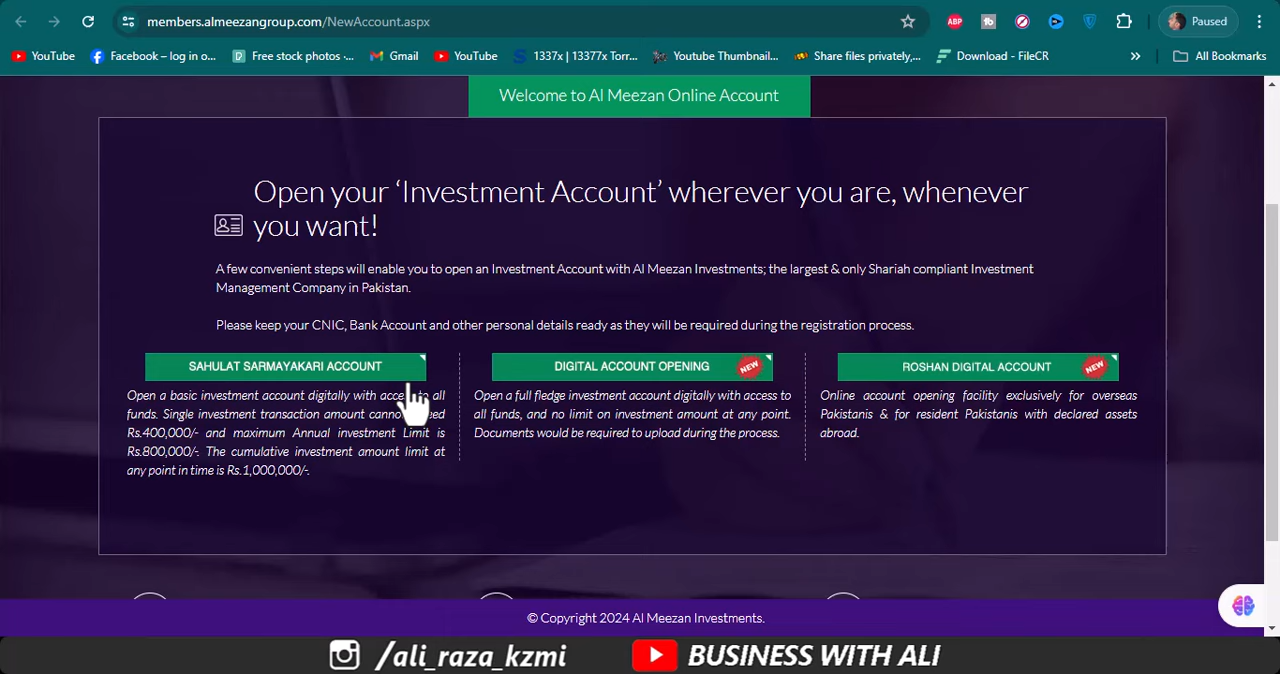 members.almeezangroup.com/NewAccount.aspx
ABP
Paused
YouTube
Facebook – log in o...
Free stock photos ·...
Gmail
YouTube
1337x | 13377x Torr...
Youtube Thumbnail...
Share files privately,...
Download - FileCR
»
All Bookmarks
Welcome to Al Meezan Online Account
Open your ‘Investment Account’ wherever you are, whenever
you want!
A few convenient steps will enable you to open an Investment Account with Al Meezan Investments; the largest & only Shariah compliant Investment
Management Company in Pakistan.
Please keep your CNIC, Bank Account and other personal details ready as they will be required during the registration process.
SAHULAT SARMAYAKARI ACCOUNT
Open a basic investment account digitally with to all
funds. Single investment transaction amount
Rs.400,000/- and maximum Annual investment Limit is
Rs.800,000/-. The cumulative investment amount limit at
any point in time is Rs.1,000,000/-.
DIGITAL ACCOUNT OPENING NEW
Open a full fledge investment account digitally with access to
all funds, and no limit on investment amount at any point.
Documents would be required to upload during the process.
ROSHAN DIGITAL ACCOUNT NEW
Online account opening facility exclusively for overseas
Pakistanis & for resident Pakistanis with declared assets
abroad.
© Copyright 2024 Al Meezan Investments.
/ali_raza_kzmi
BUSINESS WITH ALI